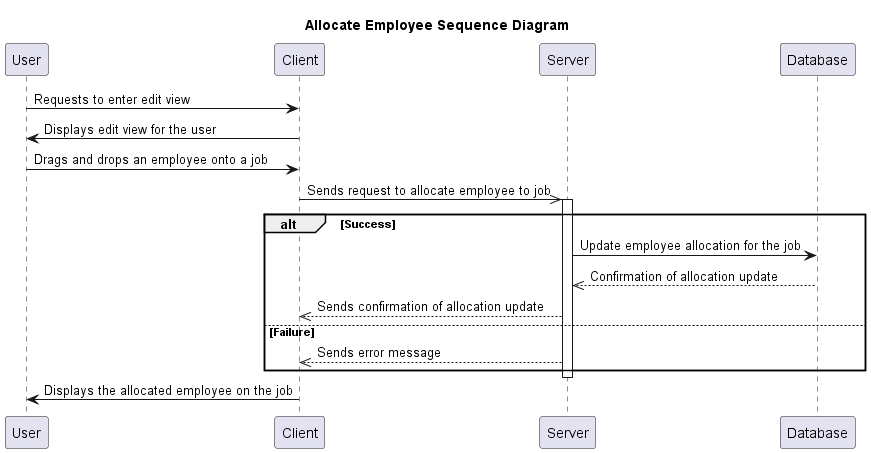 Allocate Employee Sequence Diagram
User Client Server Database
Requests to enter edit view
Displays edit view for the user
Drags and drops an employee onto a job
Sends request to allocate employee to job
alt [Success]
Update employee allocation for the job
Confirmation of allocation update
Sends confirmation of allocation update
[Failure]
Sends error message
Displays the allocated employee on the job
User Client Server Database